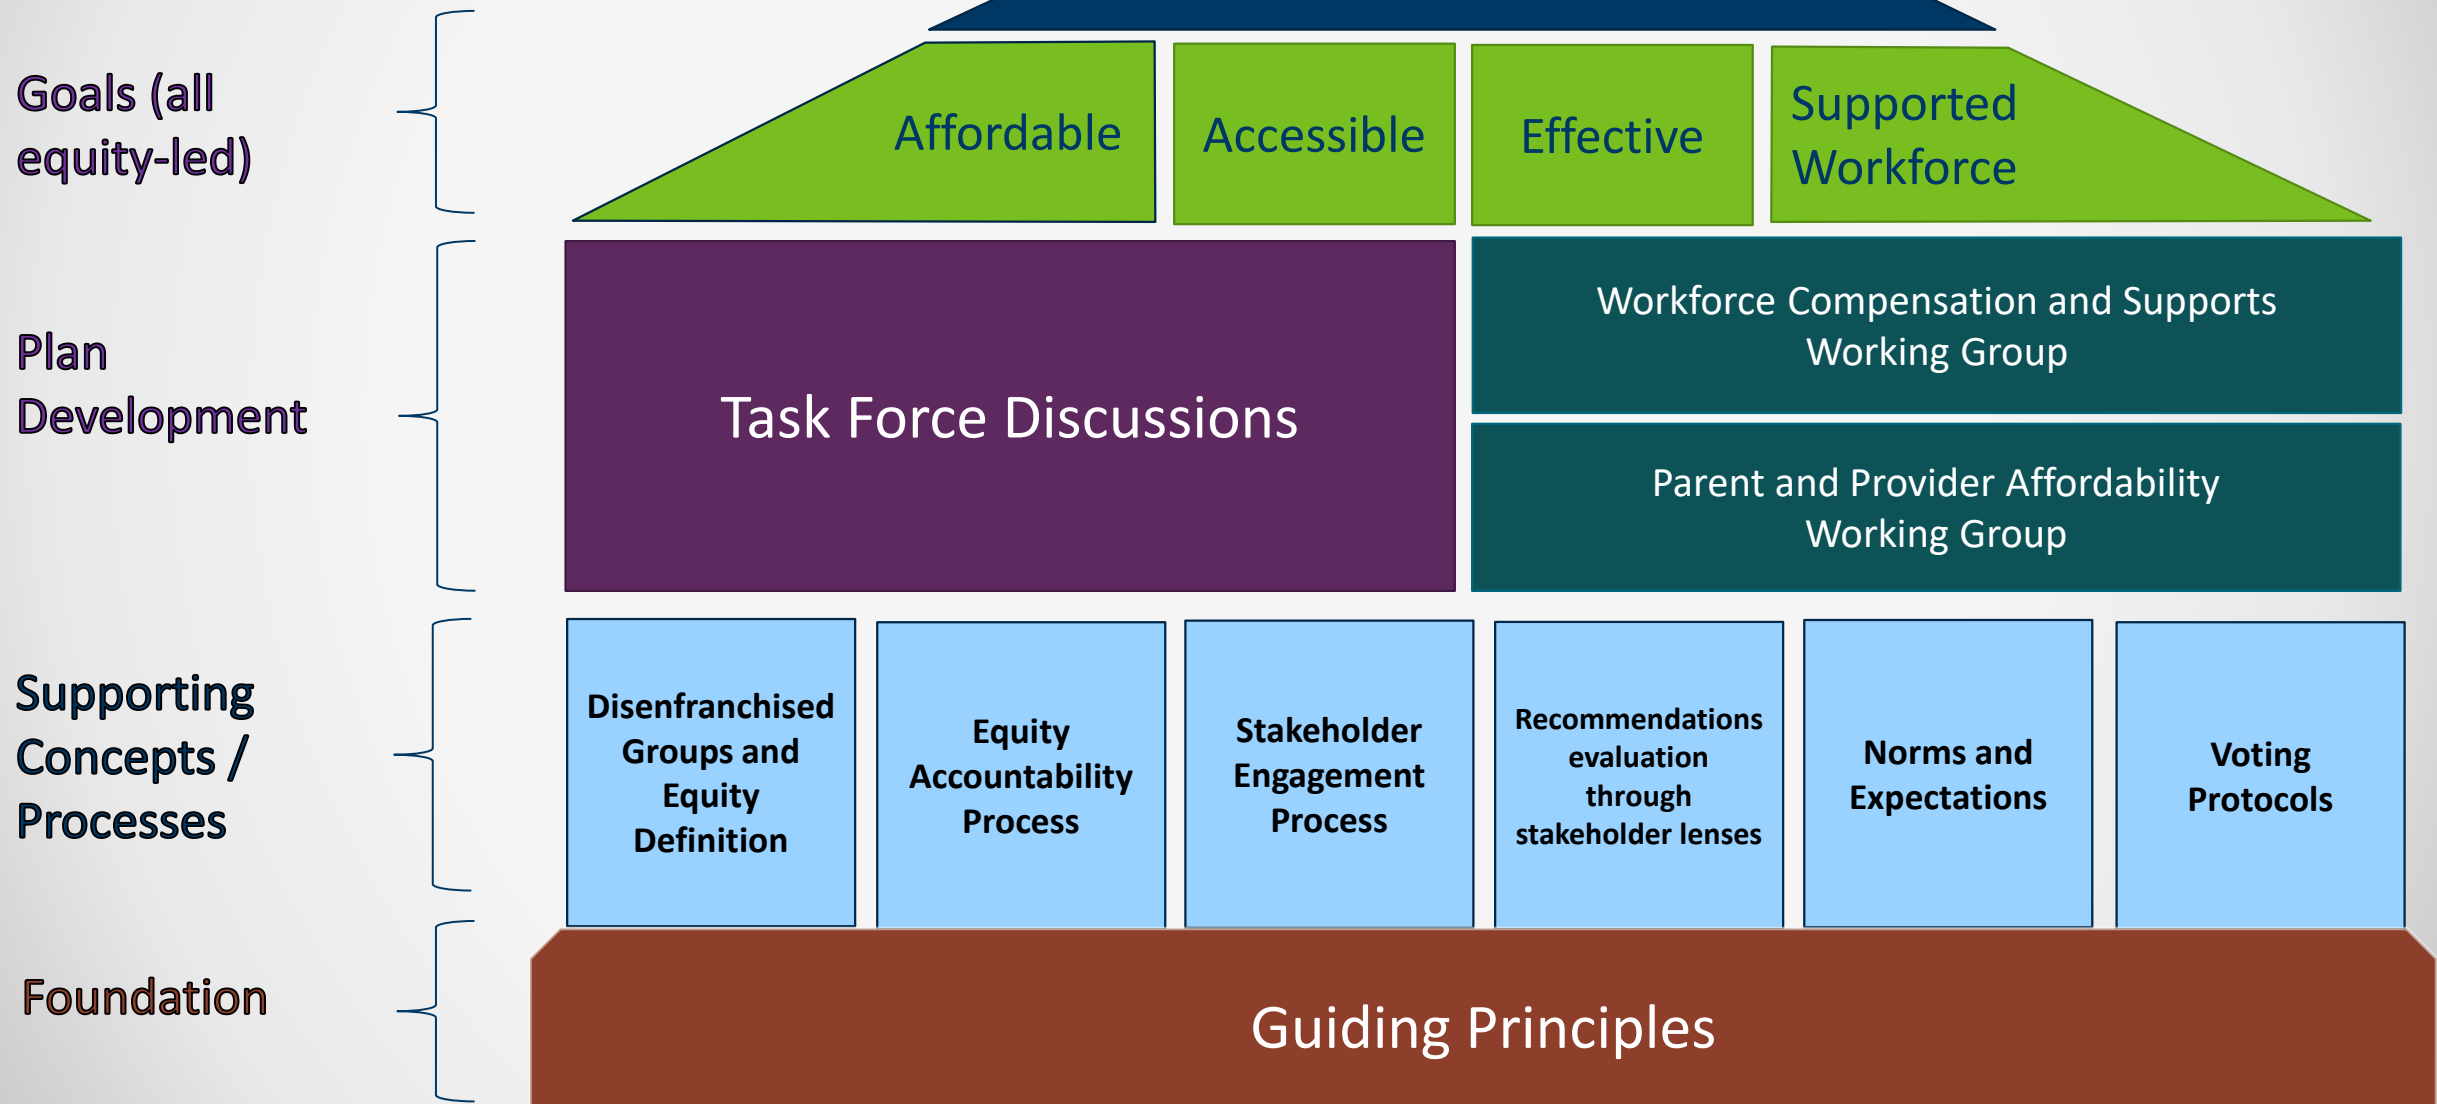 Goals (all
equity-led)
Affordable
Accessible
Effective
Supported
Workforce
Plan
Development
Task Force Discussions
Workforce Compensation and Supports
Working Group
Parent and Provider Affordability
Working Group
Supporting
Concepts /
Processes
Disenfranchised
Groups and
Equity
Definition
Equity
Accountability
Process
Stakeholder
Engagement
Process
Recommendations
evaluation
through
stakeholder lenses
Norms and
Expectations
Voting
Protocols
Foundation
Guiding Principles